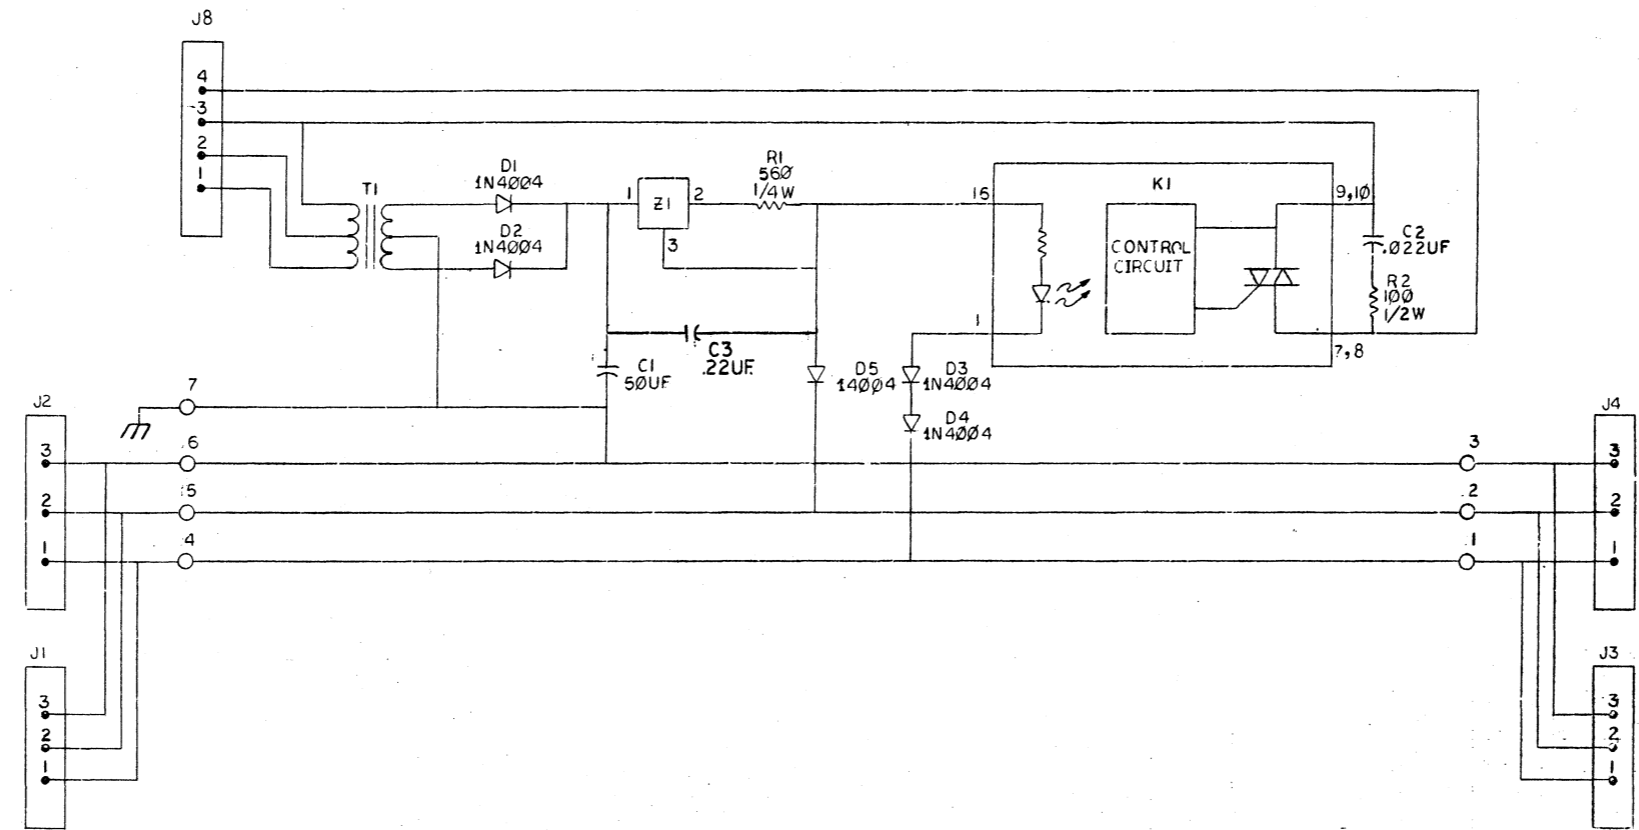 J8
4
3
2
1
T1
D1
1N4004
D2
1N4004
1
Z1
2
3
R1
560
1/4W
16
K1
CONTROL
CIRCUIT
1
9,10
C2
.022UF
R2
100
1/2W
7,8
C3
.22UF
C1
50UF
D5
14004
D3
1N4004
D4
1N4004
7
J2
3
2
1
6
5
4
3
2
1
J4
3
2
1
J1
3
2
1
J3
3
2
1